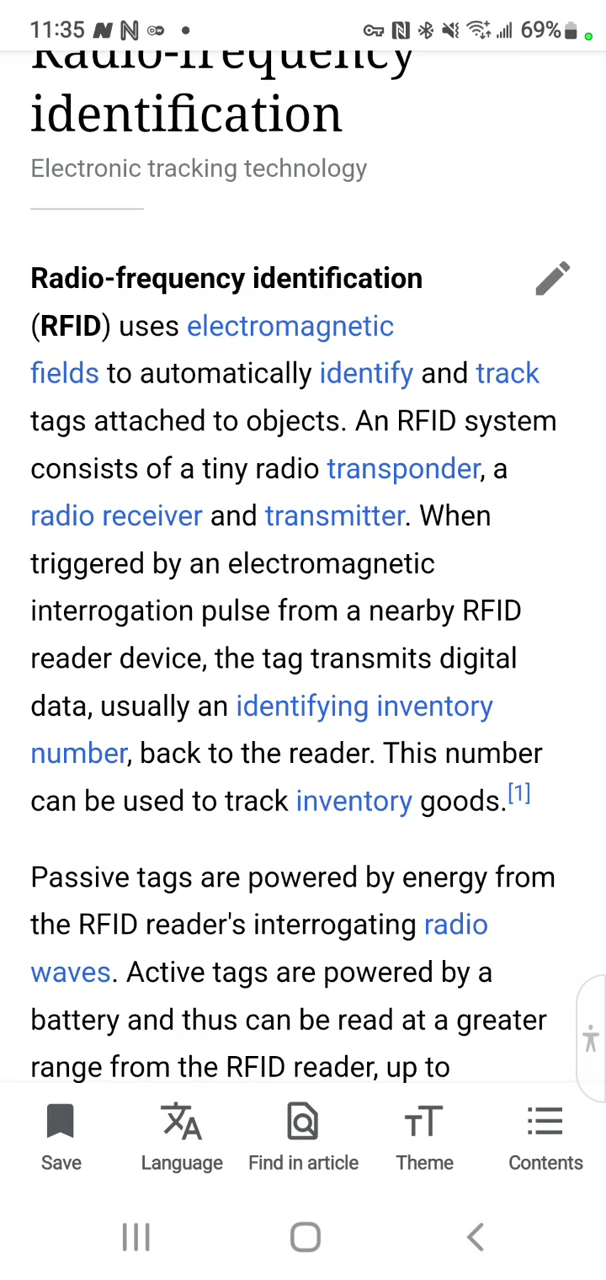 11:35 69%
Radio-frequency
identification
Electronic tracking technology
Radio-frequency identification
(RFID) uses electromagnetic
fields to automatically identify and track
tags attached to objects. An RFID system
consists of a tiny radio transponder, a
radio receiver and transmitter. When
triggered by an electromagnetic
interrogation pulse from a nearby RFID
reader device, the tag transmits digital
data, usually an identifying inventory
number, back to the reader. This number
can be used to track inventory goods.[1]
Passive tags are powered by energy from
the RFID reader's interrogating radio
waves. Active tags are powered by a
battery and thus can be read at a greater
range from the RFID reader, up to
Save Language Find in article Theme Contents